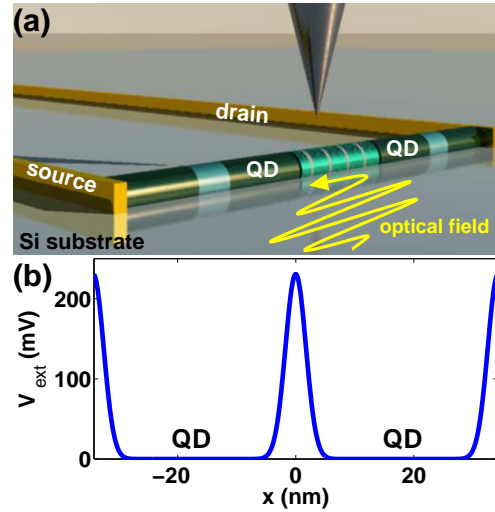 (a)
drain
QD
QD
source
optical field
Si substrate
(b)
200
100
0
V_ext (mV)
QD
QD
−20
0
20
x (nm)